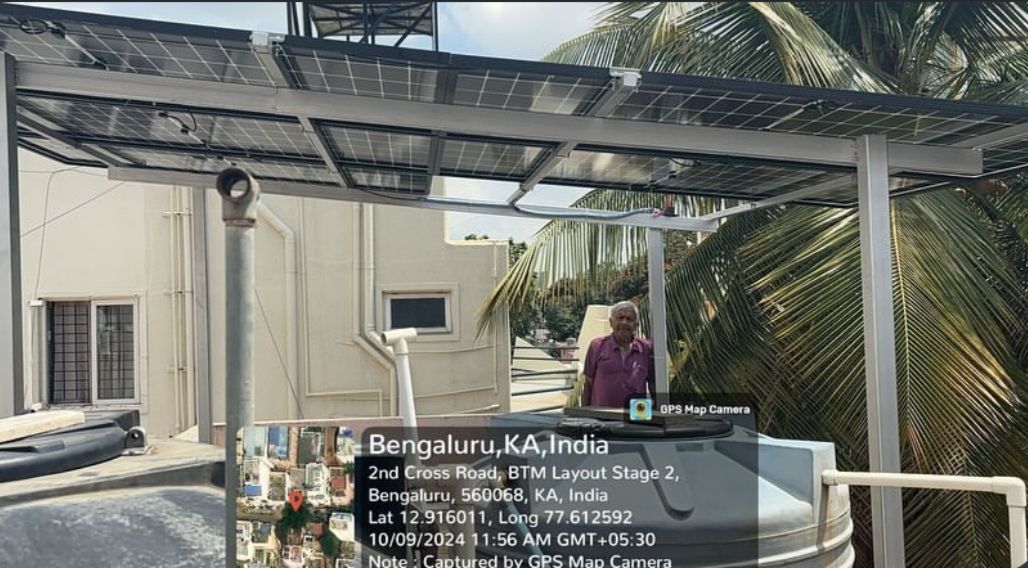 GPS Map Camera
Bengaluru,KA,India
2nd Cross Road, BTM Layout Stage 2,
Bengaluru, 560068, KA, India
Lat 12.916011, Long 77.612592
10/09/2024 11:56 AM GMT+05:30
Note : Captured by GPS Map Camera